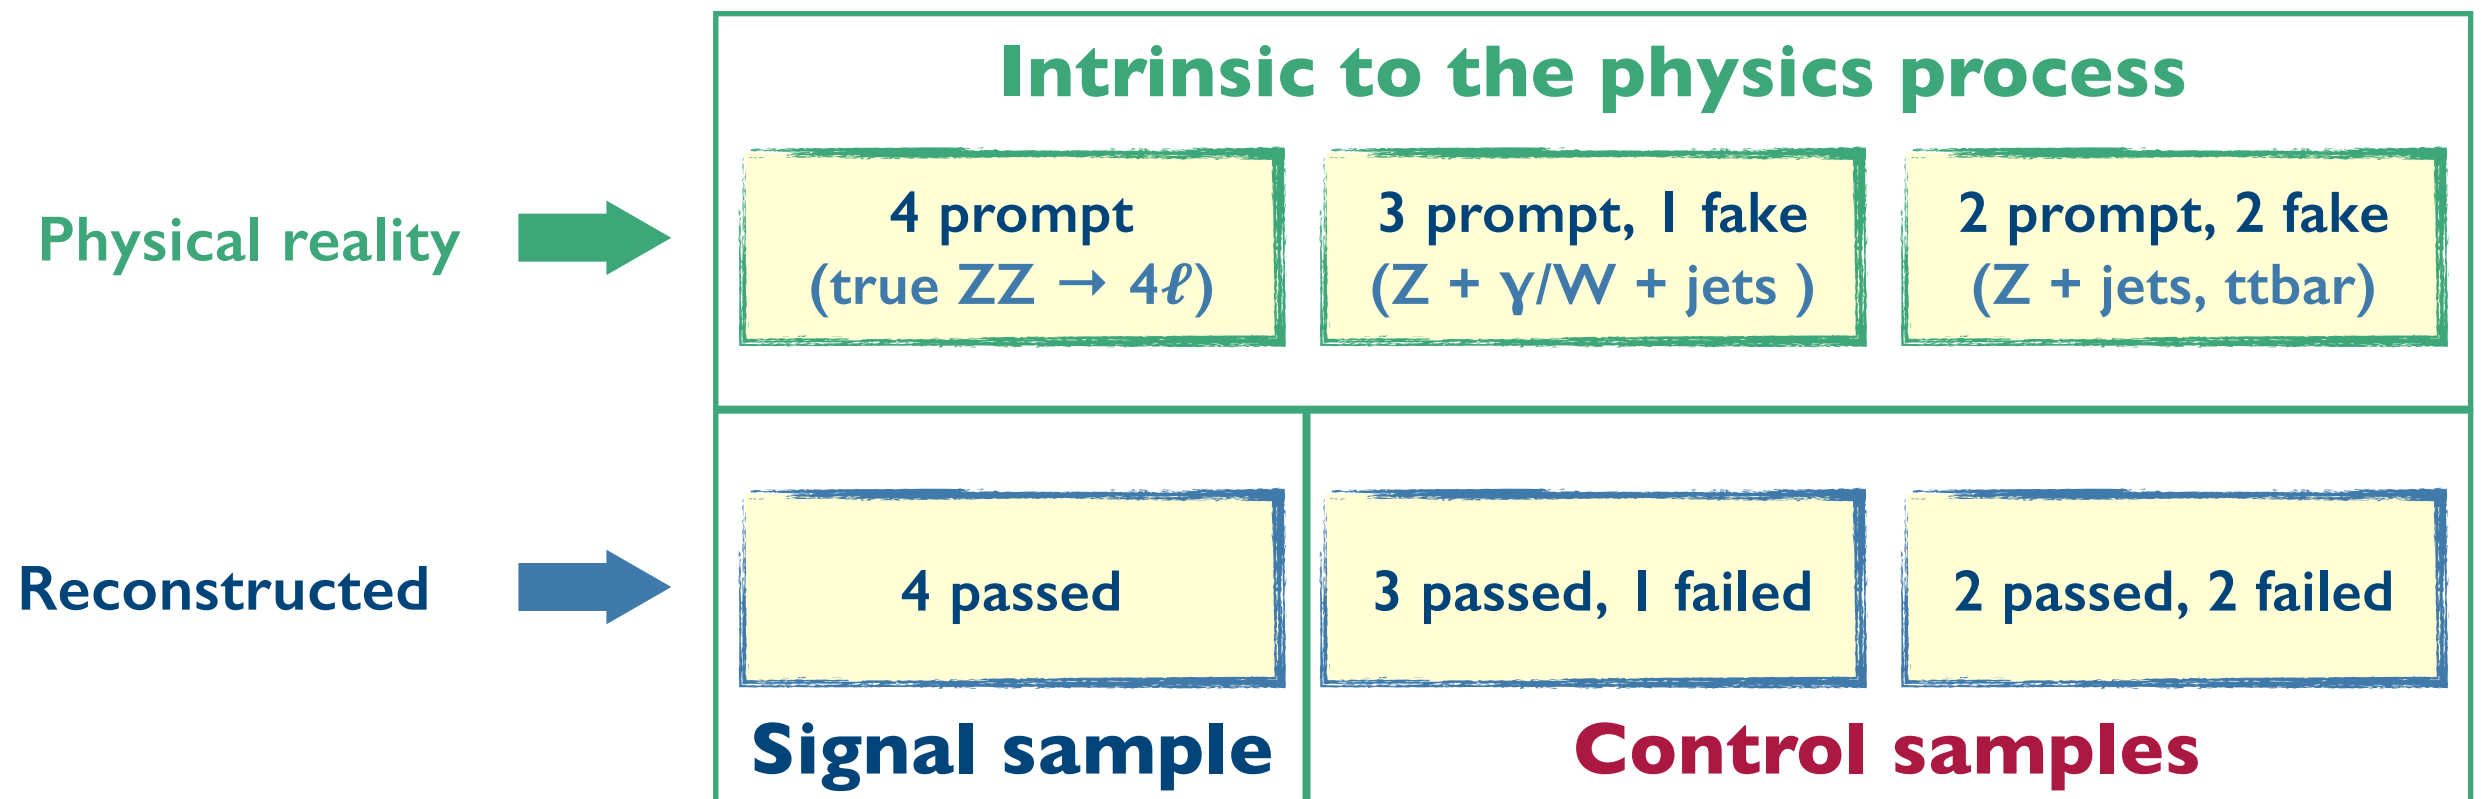 Intrinsic to the physics process
Physical reality
4 prompt
(true ZZ → 4ℓ)
3 prompt, 1 fake
(Z + γ/W + jets )
2 prompt, 2 fake
(Z + jets, ttbar)
Reconstructed
4 passed
3 passed, 1 failed
2 passed, 2 failed
Signal sample
Control samples